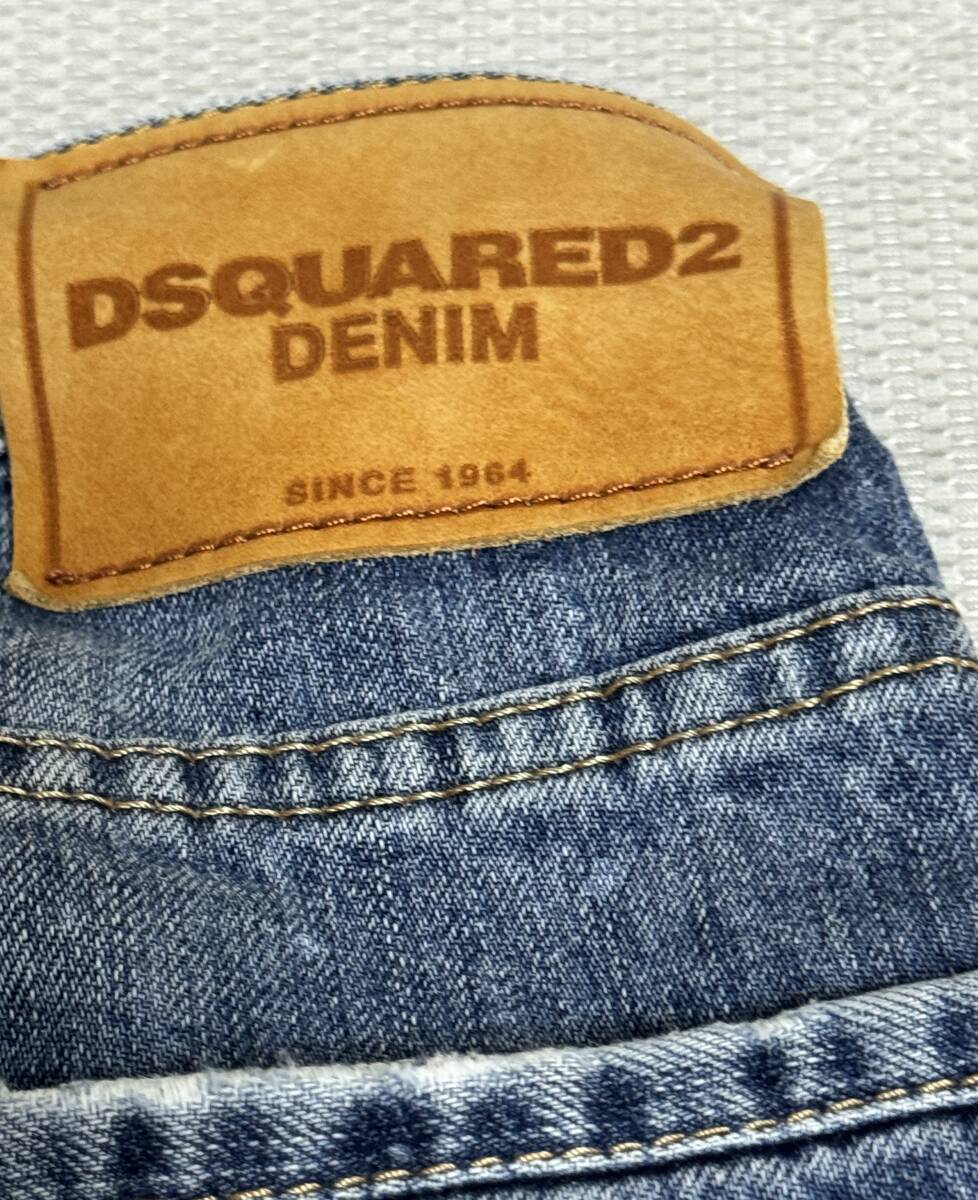 DSQUARED2
DENIM
SINCE 1964